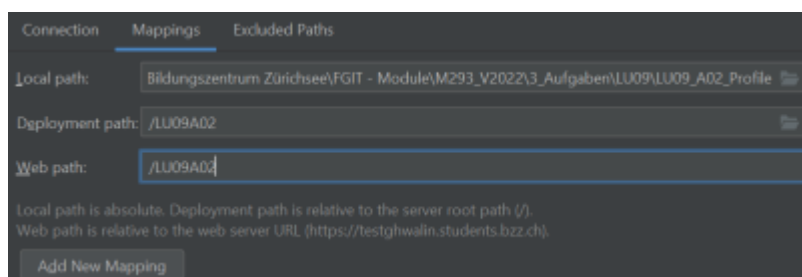 Connection Mappings Excluded Paths
Local path: Bildungszentrum Zürichsee\FGIT - Module\M293_V2022\3_Aufgaben\LU09\LU09_A02_Profile
Deployment path: /LU09A02
Web path: /LU09A02
Local path is absolute. Deployment path is relative to the server root path (/).
Web path is relative to the web server URL (https://testghwalin.students.bzz.ch).
Add New Mapping